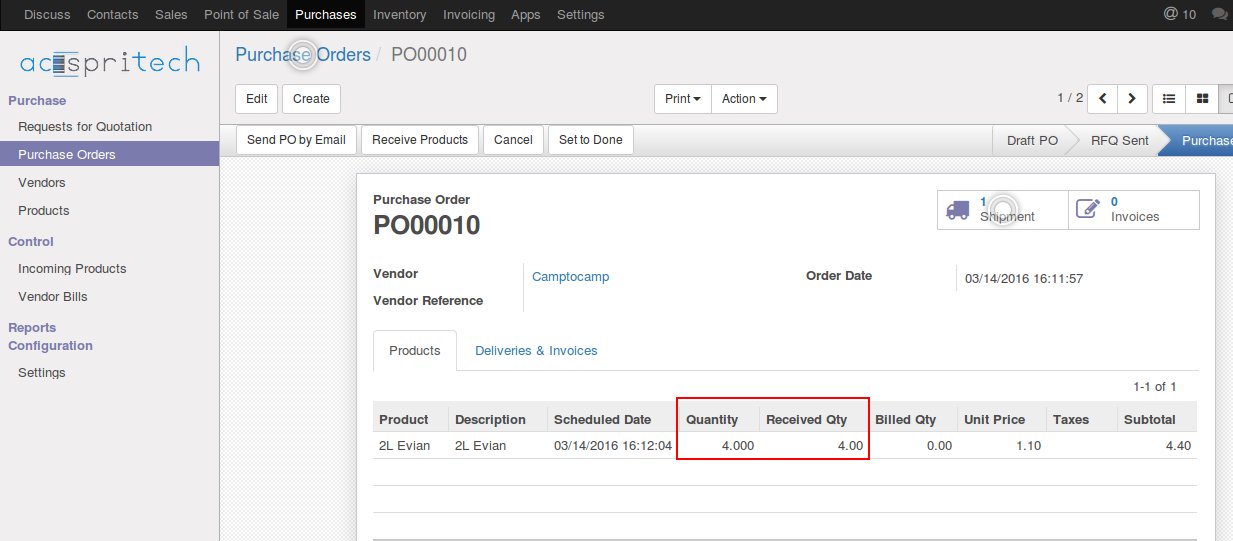 Discuss Contacts Sales Point of Sale Purchases Inventory Invoicing Apps Settings @ 10
acespritech
Purchase Orders / PO00010
Edit Create Print Action 1 / 2
Purchase
Requests for Quotation
Purchase Orders
Vendors
Products
Control
Incoming Products
Vendor Bills
Reports
Configuration
Settings
Send PO by Email Receive Products Cancel Set to Done Draft PO RFQ Sent Purchase
Purchase Order
PO00010
1 Shipment
0 Invoices
Vendor Camptocamp Order Date 03/14/2016 16:11:57
Vendor Reference
Products Deliveries & Invoices
1-1 of 1
Product Description Scheduled Date Quantity Received Qty Billed Qty Unit Price Taxes Subtotal
2L Evian 2L Evian 03/14/2016 16:12:04 4.000 4.00 0.00 1.10 4.40